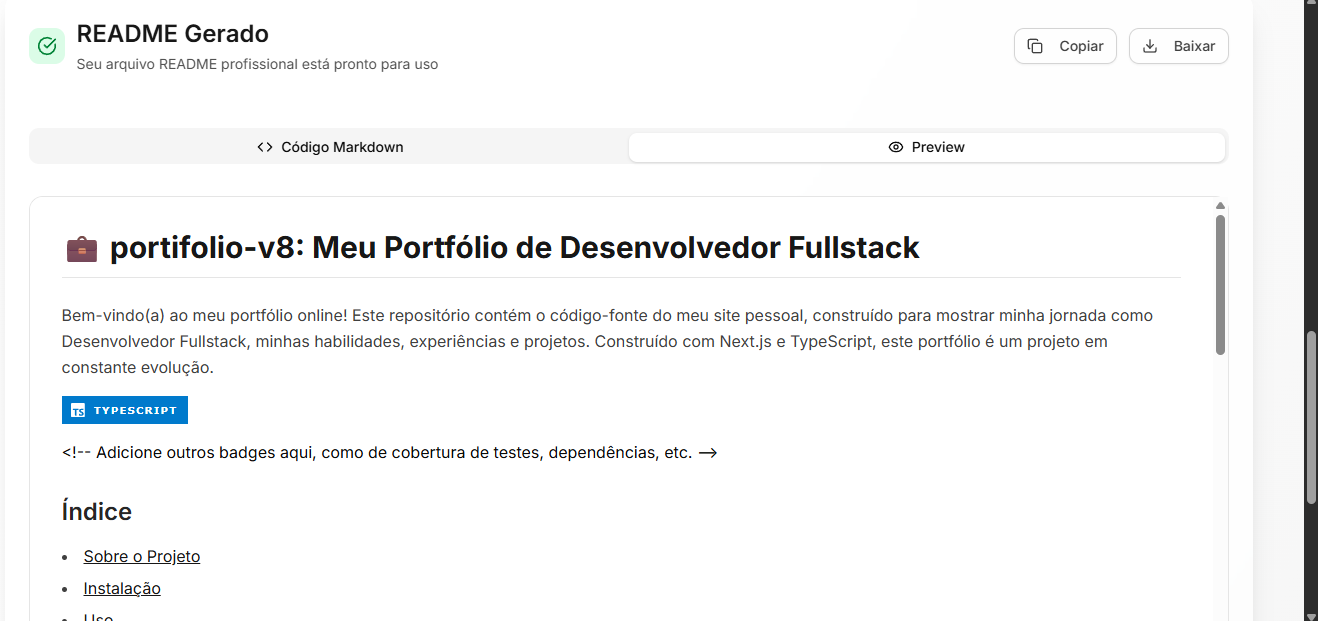 README Gerado
Seu arquivo README profissional está pronto para uso
Copiar
Baixar
<> Código Markdown
Preview
💼 portifolio-v8: Meu Portfólio de Desenvolvedor Fullstack
Bem-vindo(a) ao meu portfólio online! Este repositório contém o código-fonte do meu site pessoal, construído para mostrar minha jornada como
Desenvolvedor Fullstack, minhas habilidades, experiências e projetos. Construído com Next.js e TypeScript, este portfólio é um projeto em
constante evolução.
TS TYPESCRIPT
<!-- Adicione outros badges aqui, como de cobertura de testes, dependências, etc. -->
Índice
• Sobre o Projeto
• Instalação
• Uso